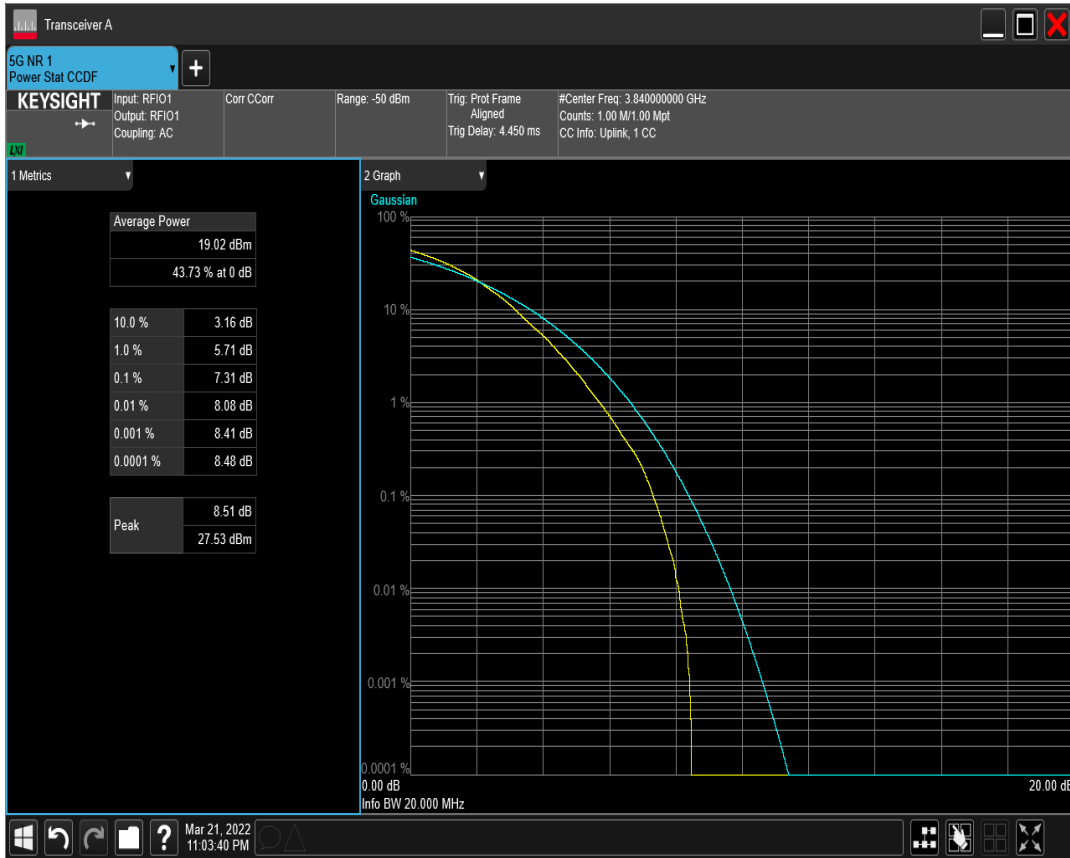 Transceiver A
5G NR 1
Power Stat CCDF
KEYSIGHT
LXI
Input: RFIO1
Output: RFIO1
Coupling: AC
Corr CCorr
Range: -50 dBm
Trig: Prot Frame
Aligned
Trig Delay: 4.450 ms
#Center Freq: 3.840000000 GHz
Counts: 1.00 M/1.00 Mpt
CC Info: Uplink, 1 CC
1 Metrics
Average Power
19.02 dBm
43.73 % at 0 dB
10.0 % 3.16 dB
1.0 % 5.71 dB
0.1 % 7.31 dB
0.01 % 8.08 dB
0.001 % 8.41 dB
0.0001 % 8.48 dB
Peak 8.51 dB
27.53 dBm
2 Graph
Gaussian
100 %
10 %
1 %
0.1 %
0.01 %
0.001 %
0.0001 %
0.00 dB 20.00 dB
Info BW 20.000 MHz
Mar 21, 2022
11:03:40 PM